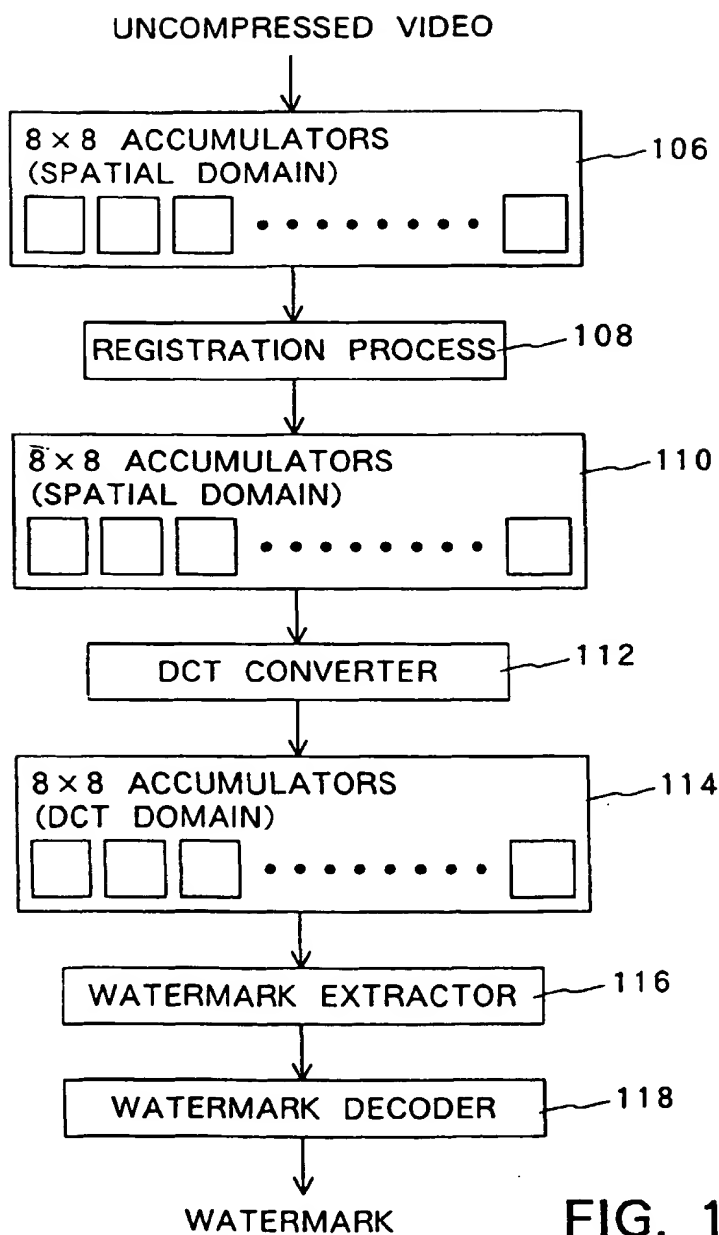 UNCOMPRESSED VIDEO
8 × 8 ACCUMULATORS
(SPATIAL DOMAIN)
106
REGISTRATION PROCESS
108
8 × 8 ACCUMULATORS
(SPATIAL DOMAIN)
110
DCT CONVERTER
112
8 × 8 ACCUMULATORS
(DCT DOMAIN)
114
WATERMARK EXTRACTOR
116
WATERMARK DECODER
118
WATERMARK
FIG. 1